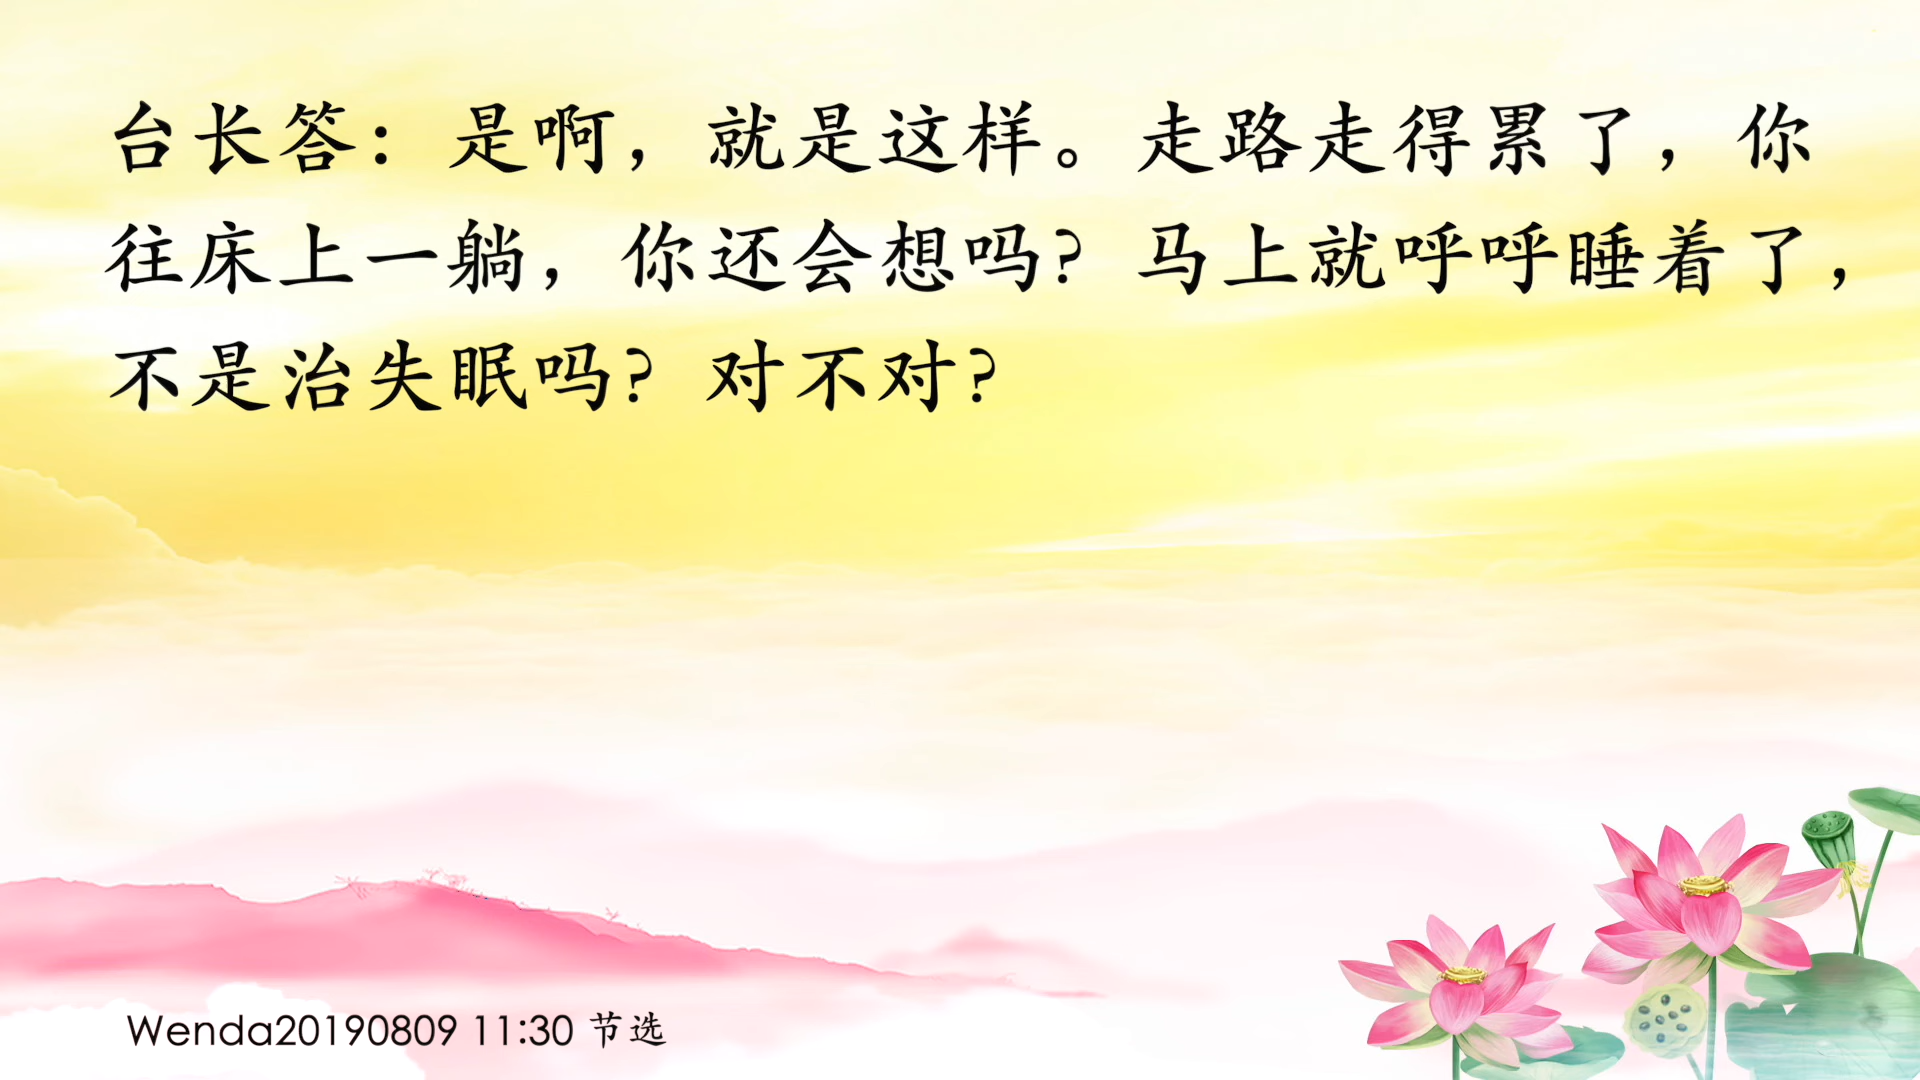 台长答：是啊，就是这样。走路走得累了，你
往床上一躺，你还会想吗？马上就呼呼睡着了，
不是治失眠吗？对不对？
Wenda20190809 11:30 节选